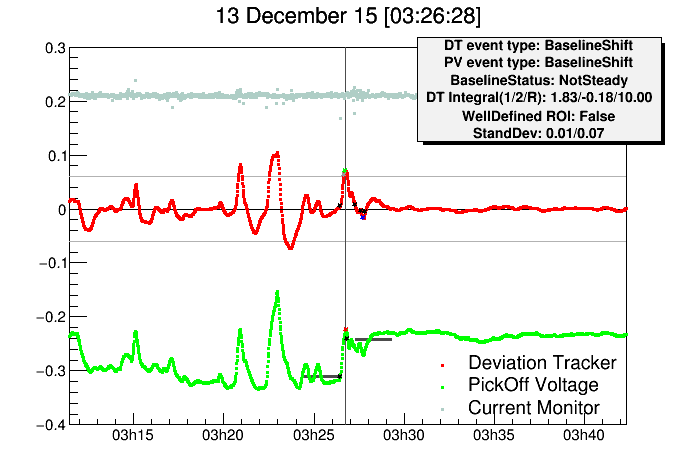 13 December 15 [03:26:28]
DT event type: BaselineShift
PV event type: BaselineShift
BaselineStatus: NotSteady
DT Integral(1/2/R): 1.83/-0.18/10.00
WellDefined ROI: False
StandDev: 0.01/0.07
0.3
0.2
0.1
0
−0.1
−0.2
−0.3
−0.4
Deviation Tracker
PickOff Voltage
Current Monitor
03h15 03h20 03h25 03h30 03h35 03h40